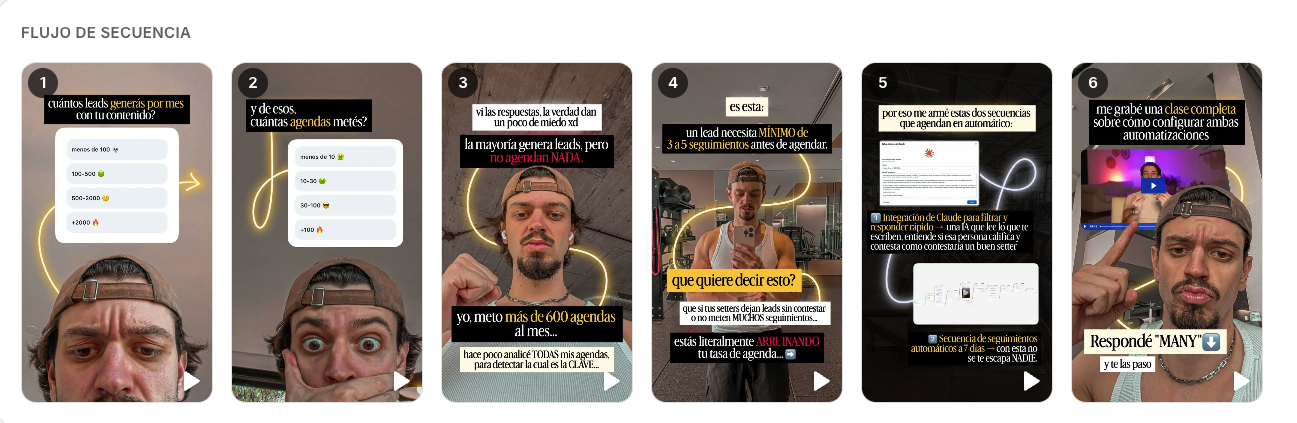 FLUJO DE SECUENCIA
1
cuántos leads generás por mes
con tu contenido?
menos de 100
100-500
500-2000
+2000 🔥
2
y de esos,
cuántas agendas metés?
menos de 10
10-30
30-100 😎
+100 🔥
3
vi las respuestas, la verdad dan
un poco de miedo xd
la mayoría genera leads, pero
no agendan NADA.
yo, meto más de 600 agendas
al mes...
hace poco analicé TODAS mis agendas,
para detectar la cual es la CLAVE...
4
es esta:
un lead necesita MÍNIMO de
3 a 5 seguimientos antes de agendar.
que quiere decir esto?
que si tus setters dejan leads sin contestar
o no meten MUCHOS seguimientos...
estás literalmente ARRUINANDO
tu tasa de agenda... ➡️
5
por eso me armé estas dos secuencias
que agendan en automático:
1️⃣ Integración de Claude para filtrar y
responder rápido → una IA que lee lo que te
escriben, entiende si esa persona califica y
contesta como contestaría un buen setter
2️⃣ Secuencia de seguimientos
automáticos a 7 días → con esta no
se te escapa NADIE.
6
me grabé una clase completa
sobre cómo configurar ambas
automatizaciones
Respondé "MANY" ⬇️
y te las paso